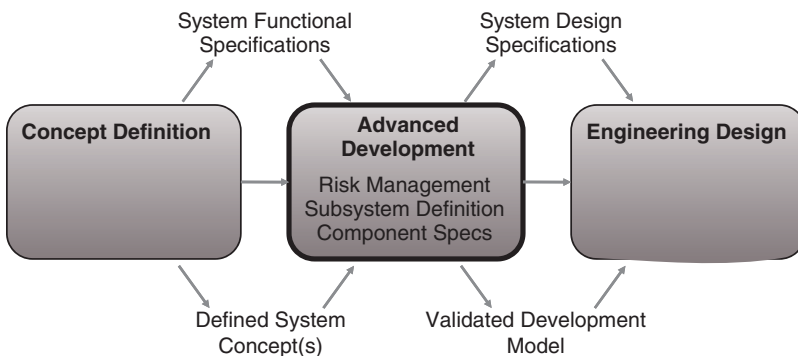 System Functional
Specifications
System Design
Specifications
Concept Definition
Advanced
Development
Risk Management
Subsystem Definition
Component Specs
Engineering Design
Defined System
Concept(s)
Validated Development
Model